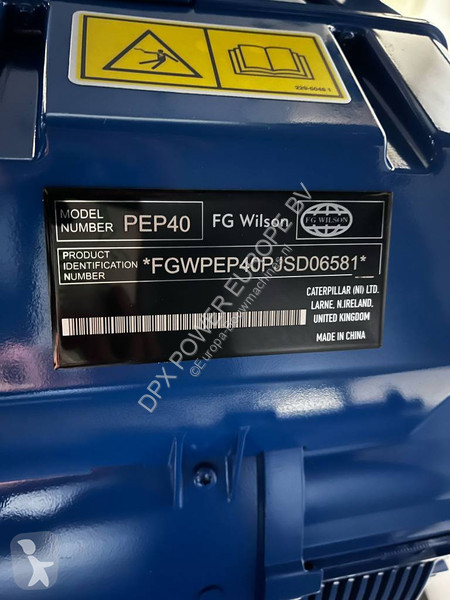 229-0549-1
MODEL NUMBER PEP40 FG Wilson FG WILSON
PRODUCT IDENTIFICATION NUMBER *FGWPEP40PJSD06581*
CATERPILLAR (NI) LTD.
LARNE, N.IRELAND,
UNITED KINGDOM
MADE IN CHINA
DPX POWER EUROPE BV
©Europa-Bouwmachines.nl